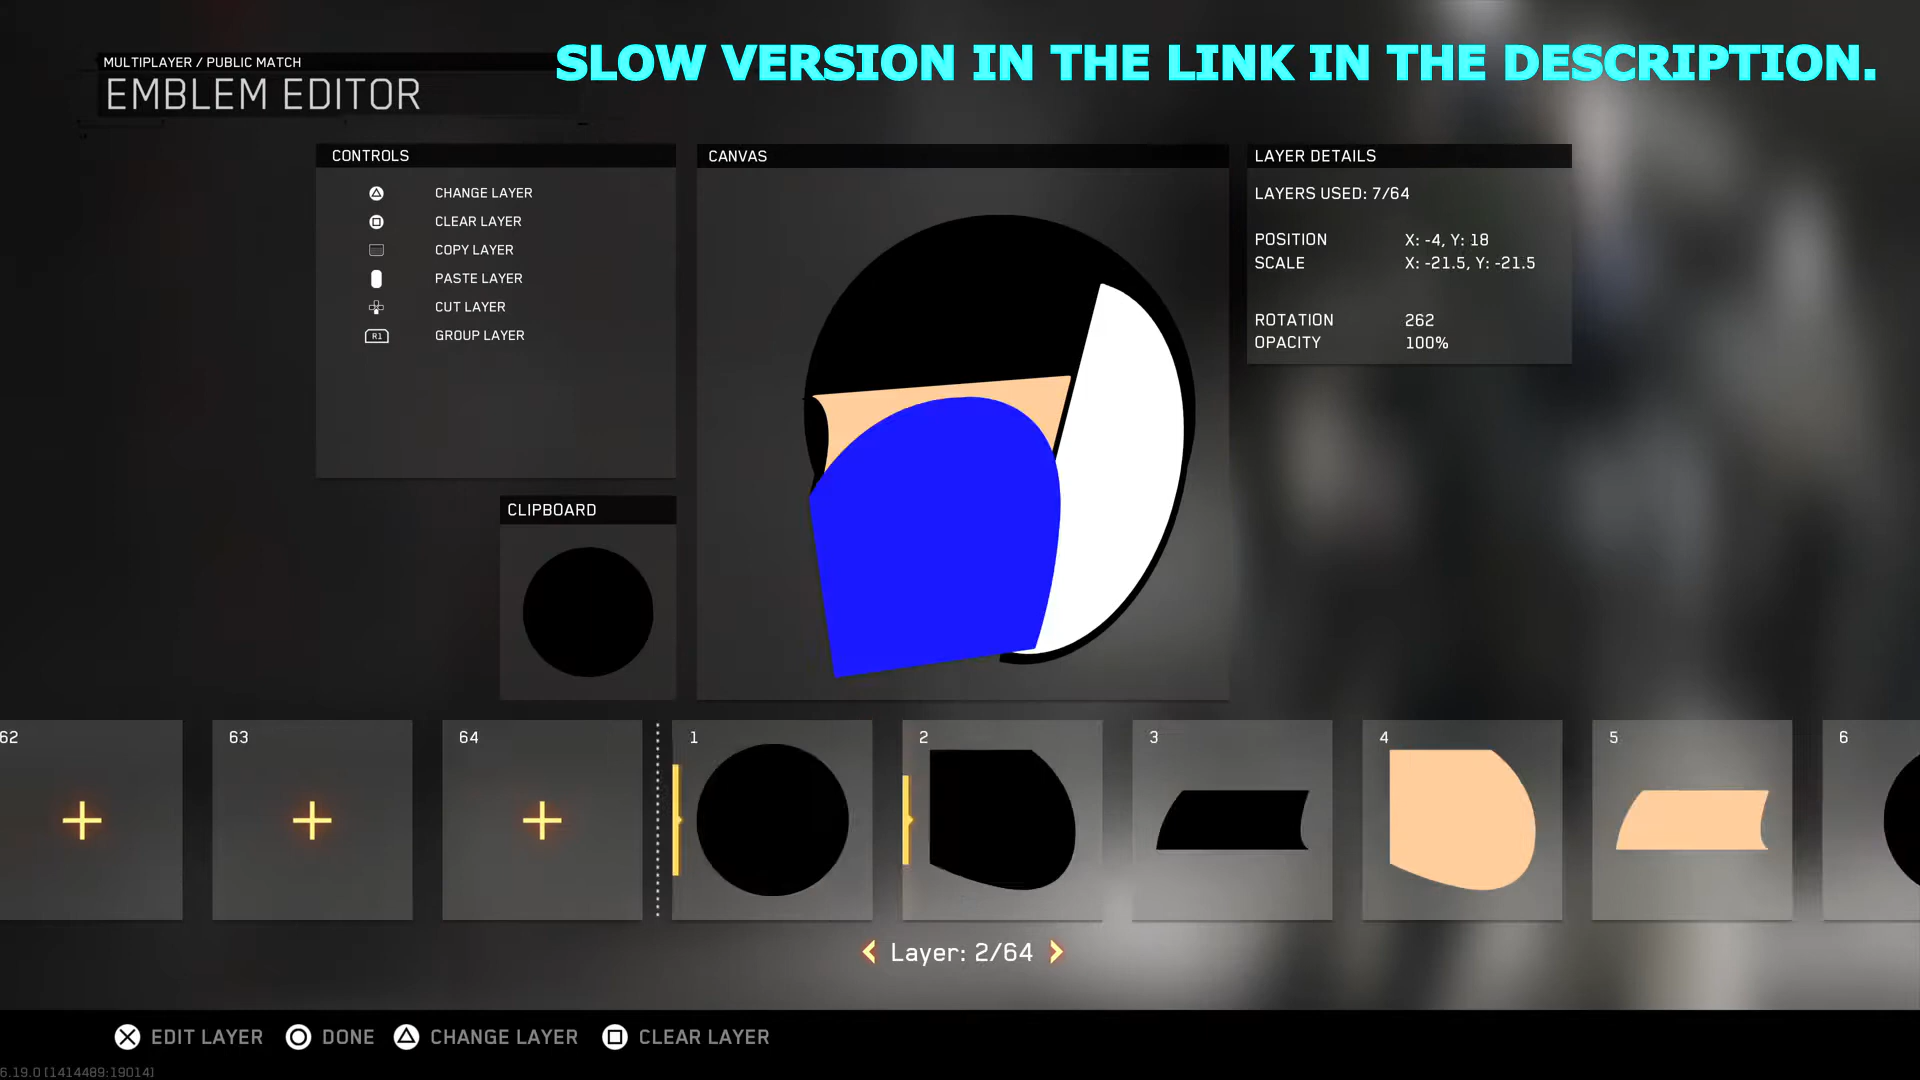 SLOW VERSION IN THE LINK IN THE DESCRIPTION.
MULTIPLAYER / PUBLIC MATCH
EMBLEM EDITOR
CONTROLS
CHANGE LAYER
CLEAR LAYER
COPY LAYER
PASTE LAYER
CUT LAYER
R1 GROUP LAYER
CLIPBOARD
CANVAS
LAYER DETAILS
LAYERS USED: 7/64
POSITION X: -4, Y: 18
SCALE X: -21.5, Y: -21.5
ROTATION 262
OPACITY 100%
62 63 64 1 2 3 4 5 6
Layer: 2/64
EDIT LAYER DONE CHANGE LAYER CLEAR LAYER
6.19.0 [1414489:19014]